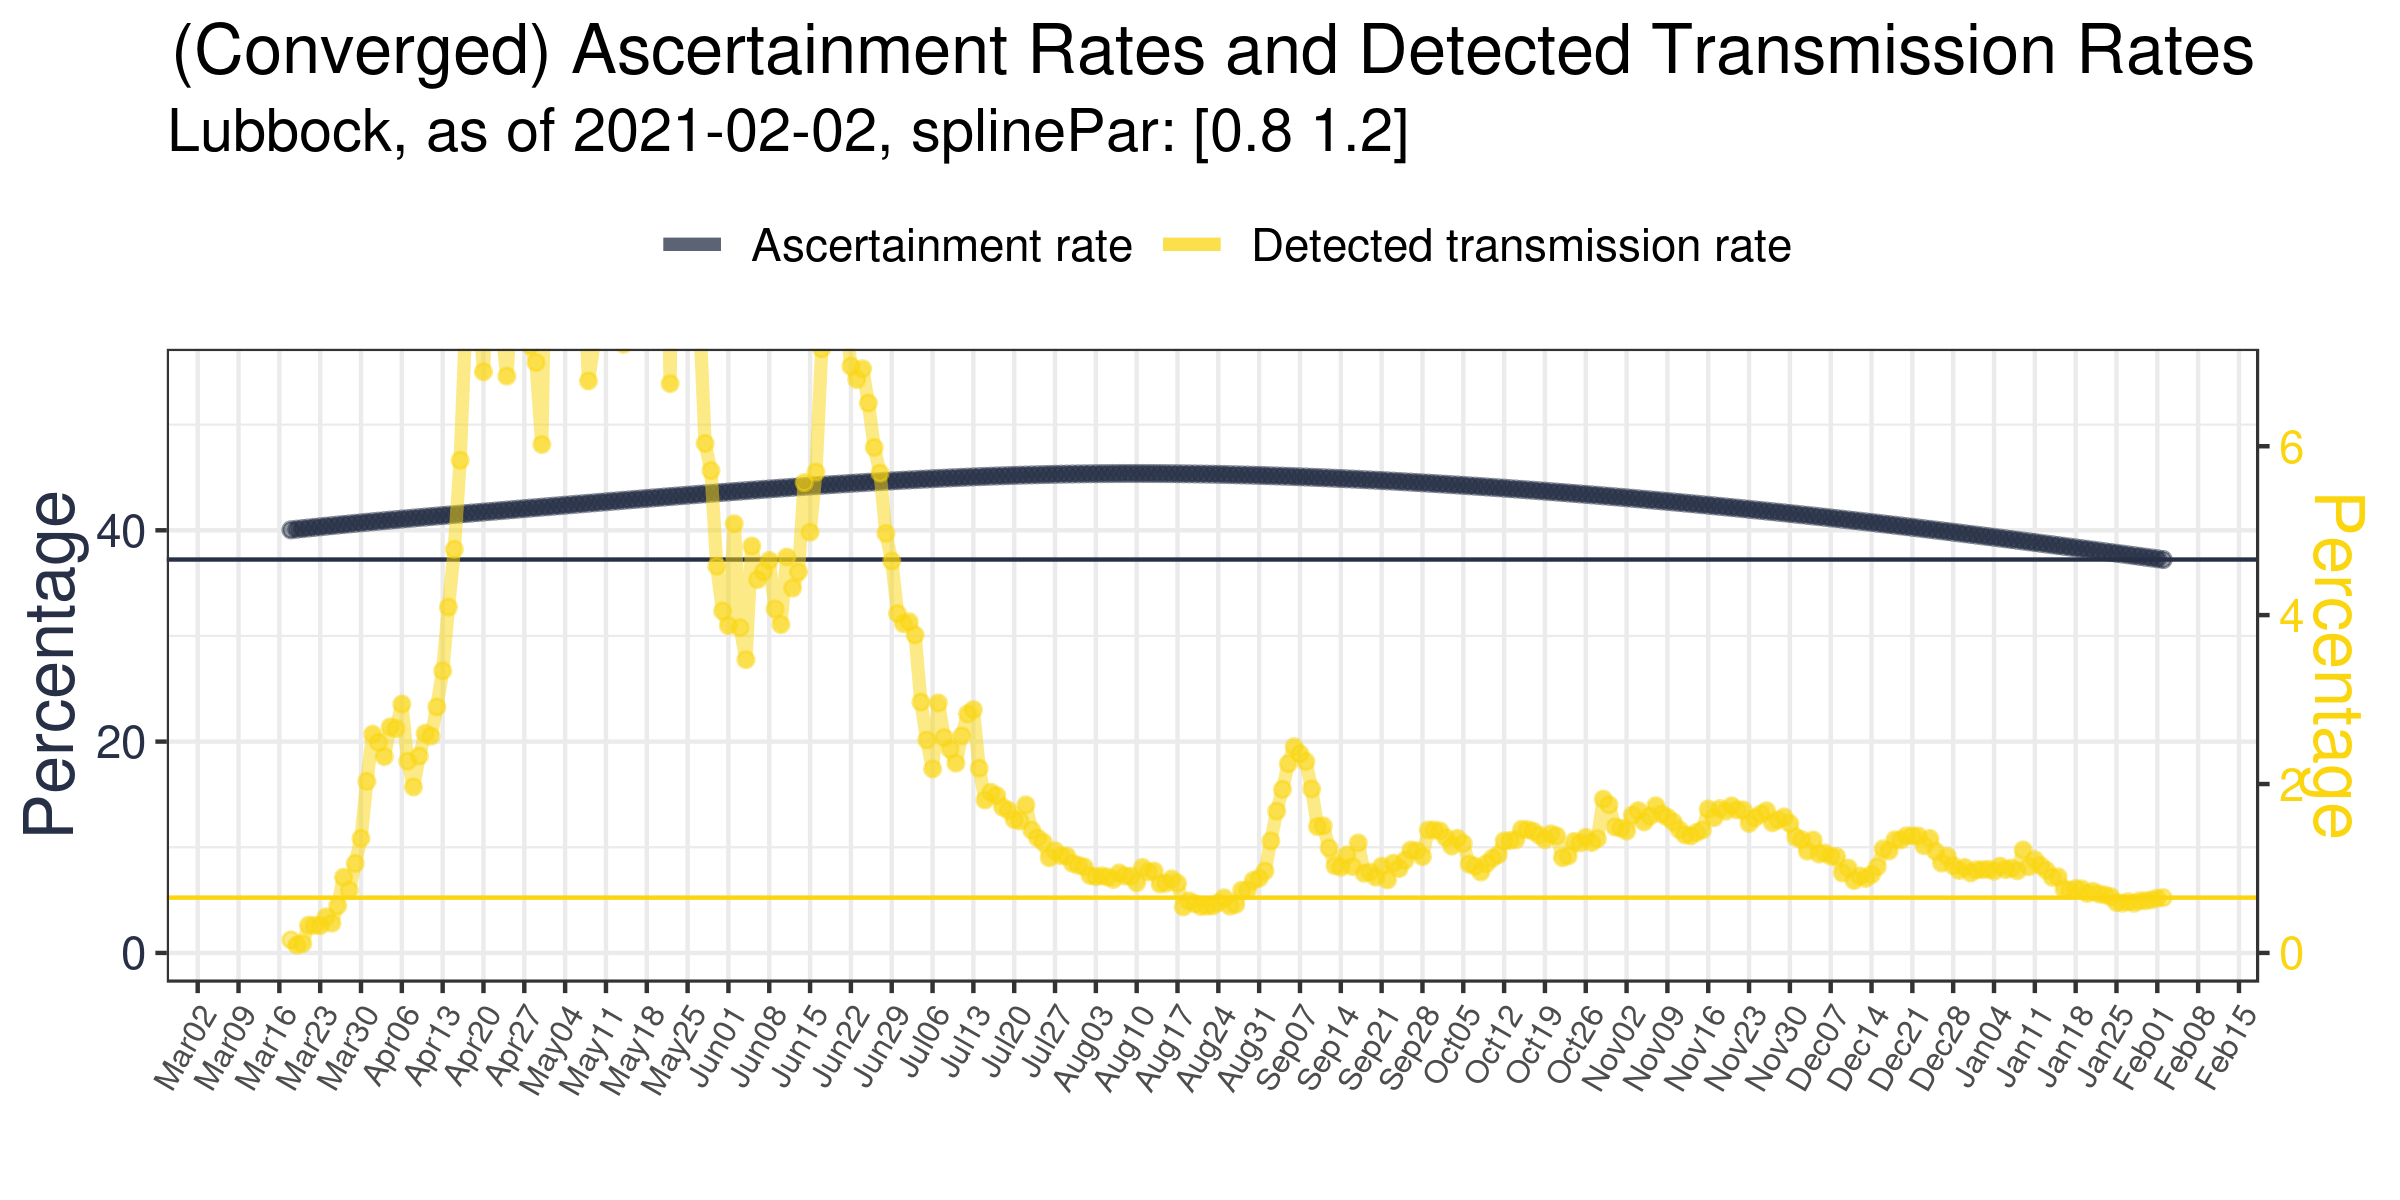 (Converged) Ascertainment Rates and Detected Transmission Rates
Lubbock, as of 2021-02-02, splinePar: [0.8 1.2]
Ascertainment rate
Detected transmission rate
Percentage
40
20
0
6
4
2
0
Percentage
Mar02
Mar09
Mar16
Mar23
Mar30
Apr06
Apr13
Apr20
Apr27
May04
May11
May18
May25
Jun01
Jun08
Jun15
Jun22
Jun29
Jul06
Jul13
Jul20
Jul27
Aug03
Aug10
Aug17
Aug24
Aug31
Sep07
Sep14
Sep21
Sep28
Oct05
Oct12
Oct19
Oct26
Nov02
Nov09
Nov16
Nov23
Nov30
Dec07
Dec14
Dec21
Dec28
Jan04
Jan11
Jan18
Jan25
Feb01
Feb08
Feb15